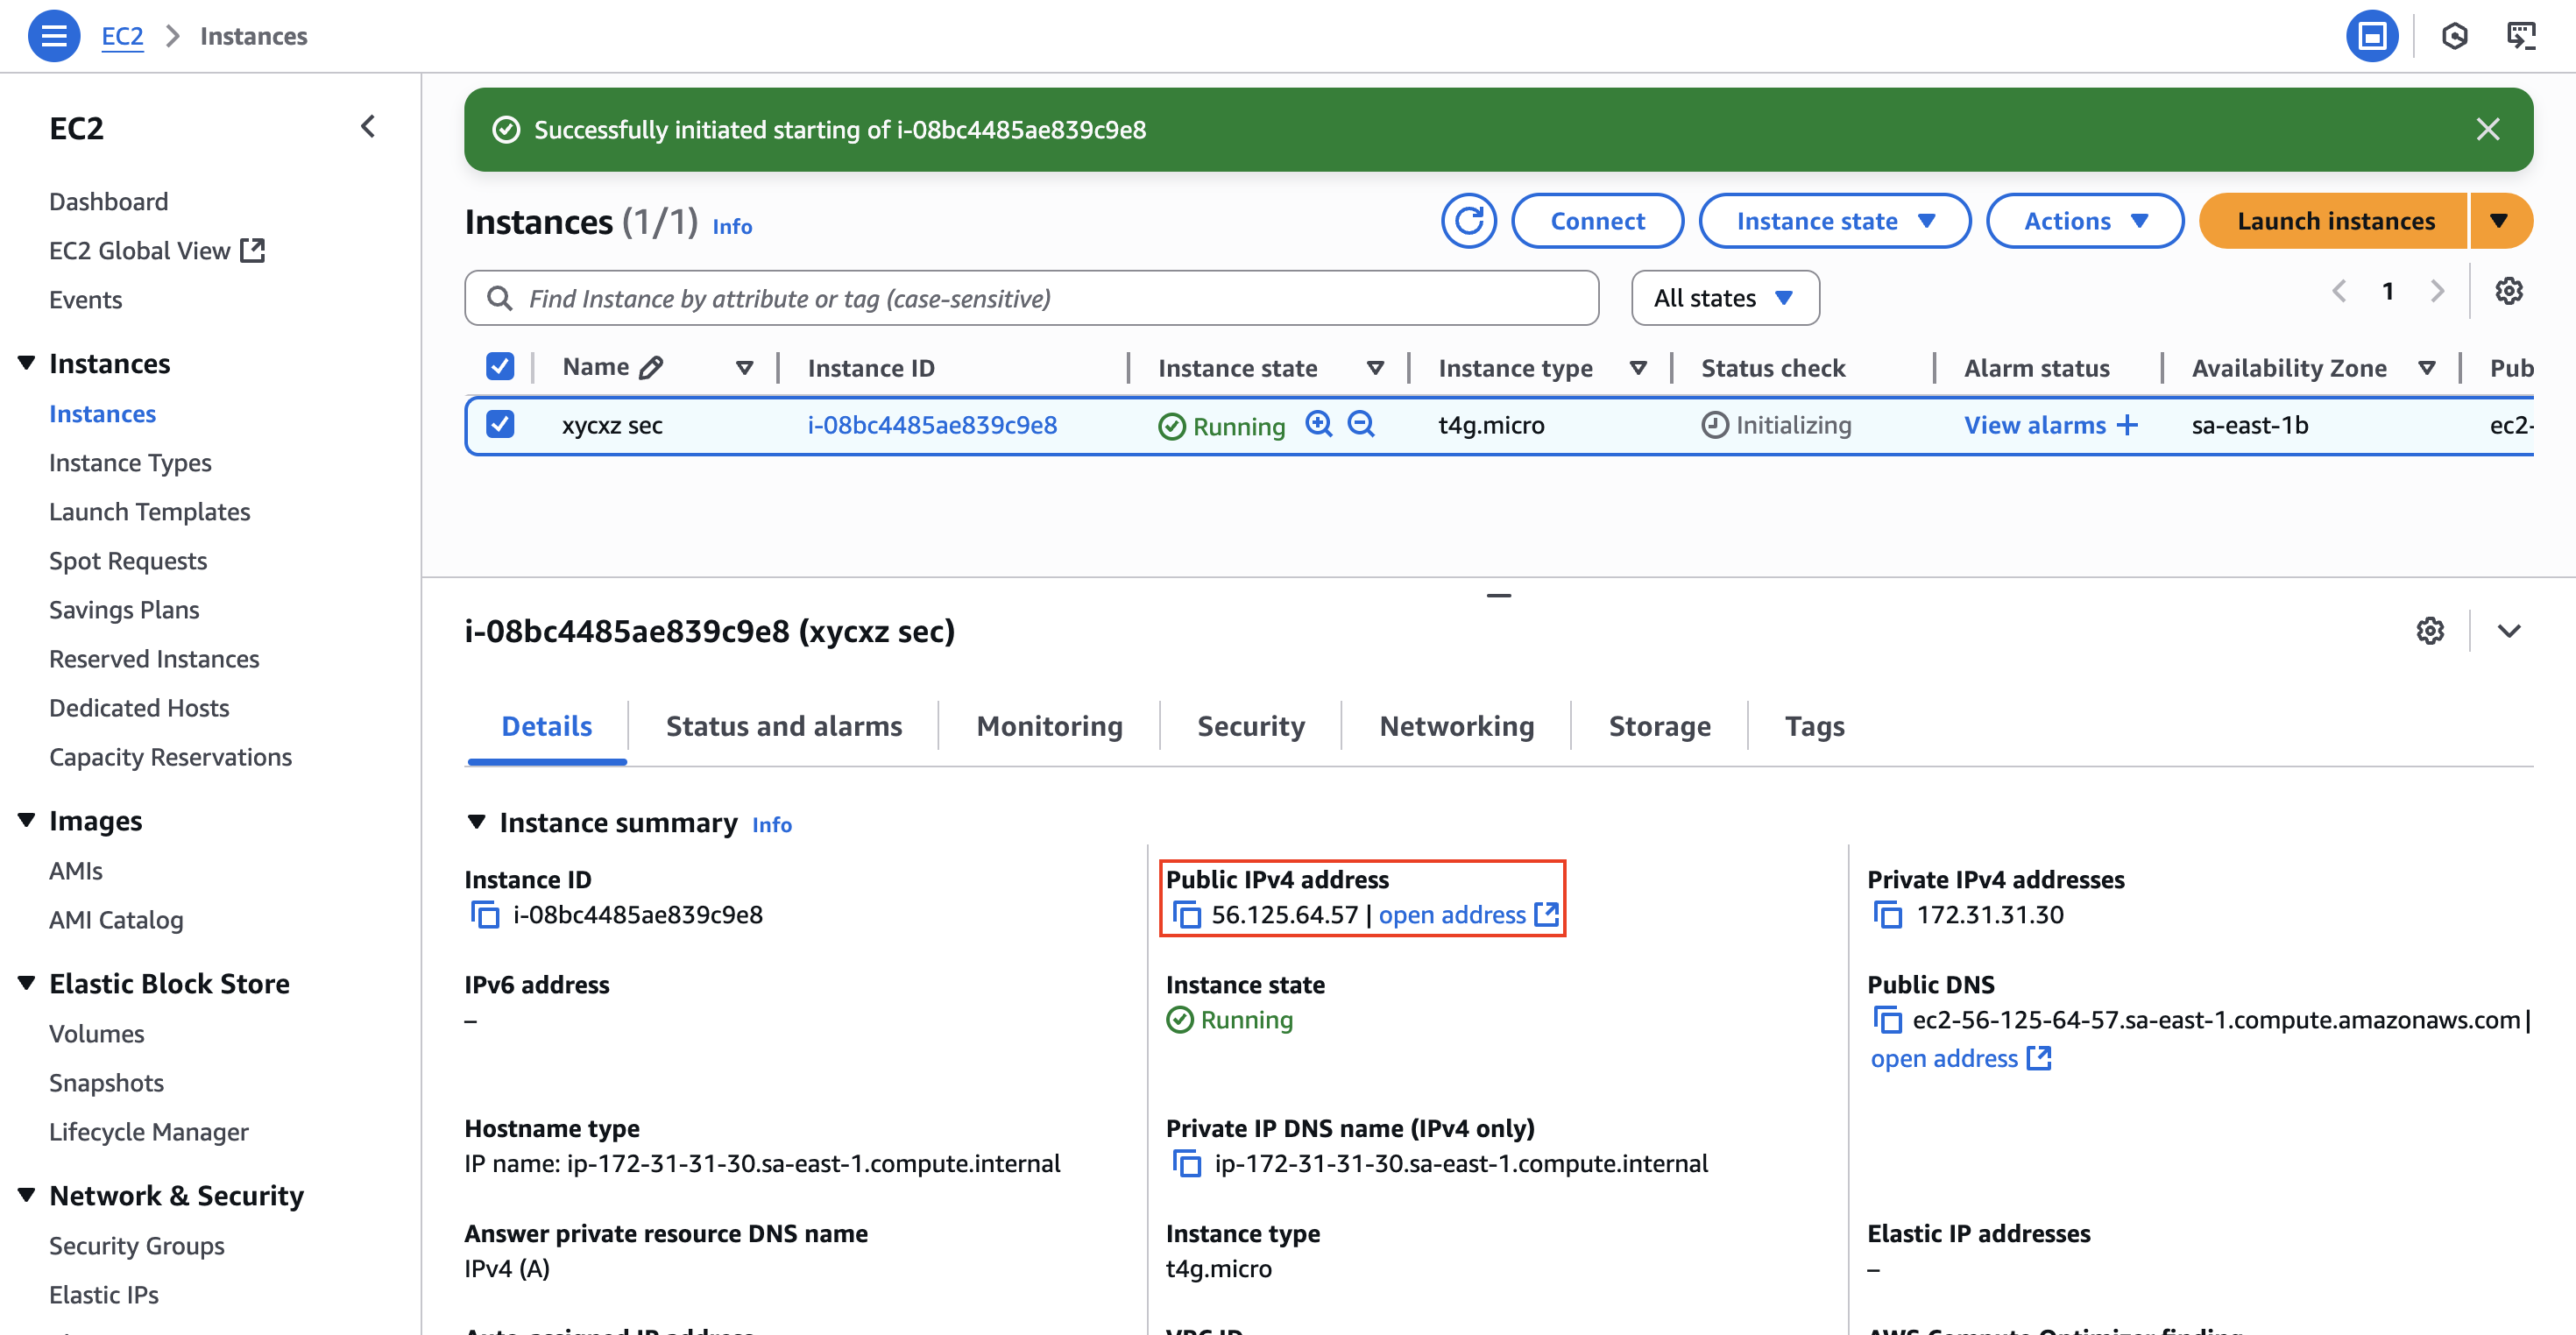 EC2 > Instances
EC2
Dashboard
EC2 Global View
Events
Instances
Instances
Instance Types
Launch Templates
Spot Requests
Savings Plans
Reserved Instances
Dedicated Hosts
Capacity Reservations
Images
AMIs
AMI Catalog
Elastic Block Store
Volumes
Snapshots
Lifecycle Manager
Network & Security
Security Groups
Elastic IPs
Successfully initiated starting of i-08bc4485ae839c9e8
Instances (1/1) Info
Connect
Instance state
Actions
Launch instances
Find Instance by attribute or tag (case-sensitive)
All states
1
Name Instance ID Instance state Instance type Status check Alarm status Availability Zone Pub
xycxz sec i-08bc4485ae839c9e8 Running t4g.micro Initializing View alarms + sa-east-1b ec2-
i-08bc4485ae839c9e8 (xycxz sec)
Details Status and alarms Monitoring Security Networking Storage Tags
Instance summary Info
Instance ID
i-08bc4485ae839c9e8
Public IPv4 address
56.125.64.57 | open address
Private IPv4 addresses
172.31.31.30
IPv6 address
–
Instance state
Running
Public DNS
ec2-56-125-64-57.sa-east-1.compute.amazonaws.com |
open address
Hostname type
IP name: ip-172-31-31-30.sa-east-1.compute.internal
Private IP DNS name (IPv4 only)
ip-172-31-31-30.sa-east-1.compute.internal
Answer private resource DNS name
IPv4 (A)
Instance type
t4g.micro
Elastic IP addresses
–
Auto-assigned IP address
VPC ID
AWS Compute Optimizer finding